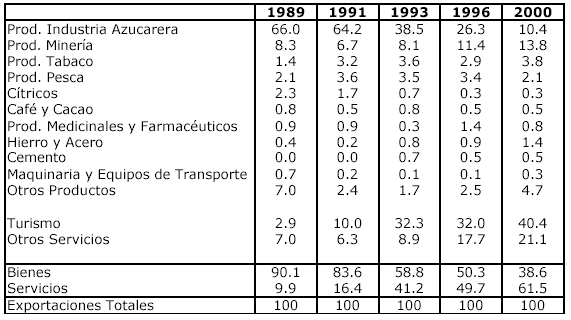 1989 1991 1993 1996 2000
Prod. Industria Azucarera 66.0 64.2 38.5 26.3 10.4
Prod. Minería 8.3 6.7 8.1 11.4 13.8
Prod. Tabaco 1.4 3.2 3.6 2.9 3.8
Prod. Pesca 2.1 3.6 3.5 3.4 2.1
Cítricos 2.3 1.7 0.7 0.3 0.3
Café y Cacao 0.8 0.5 0.8 0.5 0.5
Prod. Medicinales y Farmacéuticos 0.9 0.9 0.3 1.4 0.8
Hierro y Acero 0.4 0.2 0.8 0.9 1.4
Cemento 0.0 0.0 0.7 0.5 0.5
Maquinaria y Equipos de Transporte 0.7 0.2 0.1 0.1 0.3
Otros Productos 7.0 2.4 1.7 2.5 4.7
Turismo 2.9 10.0 32.3 32.0 40.4
Otros Servicios 7.0 6.3 8.9 17.7 21.1
Bienes 90.1 83.6 58.8 50.3 38.6
Servicios 9.9 16.4 41.2 49.7 61.5
Exportaciones Totales 100 100 100 100 100